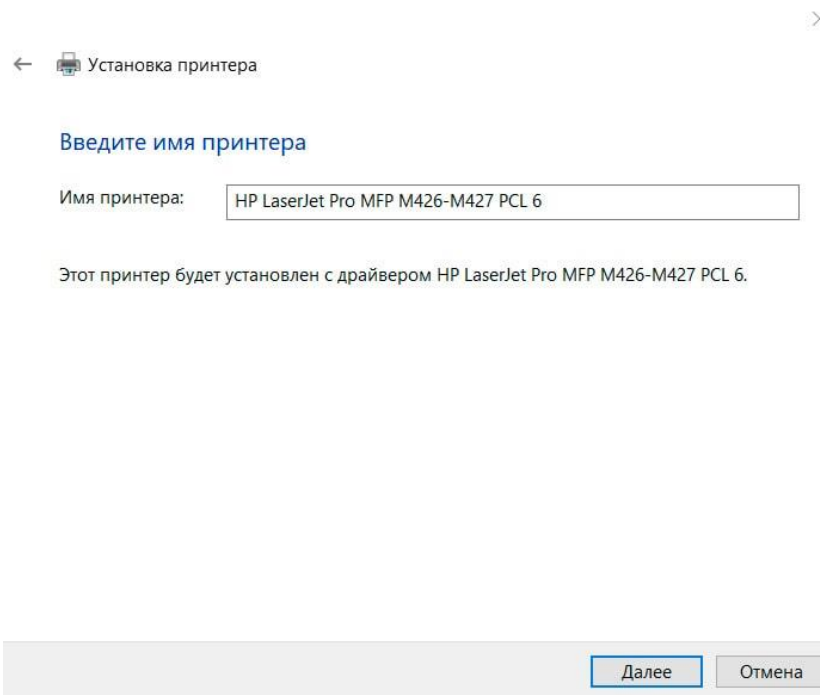 Установка принтера
Введите имя принтера
Имя принтера: HP LaserJet Pro MFP M426-M427 PCL 6
Этот принтер будет установлен с драйвером HP LaserJet Pro MFP M426-M427 PCL 6.
Далее Отмена